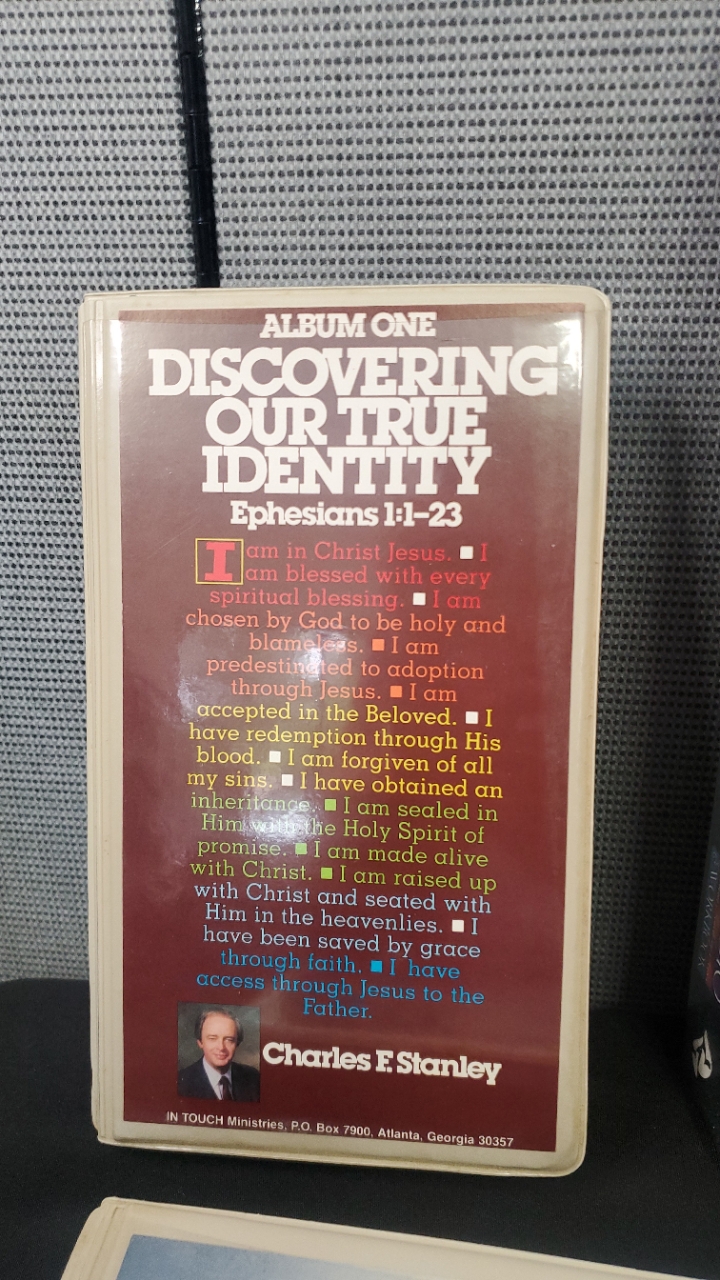 ALBUM ONE
DISCOVERING
OUR TRUE
IDENTITY
Ephesians 1:1–23
I am in Christ Jesus. ■ I
am blessed with every
spiritual blessing. ■ I am
chosen by God to be holy and
blameless. ■ I am
predestinated to adoption
through Jesus. ■ I am
accepted in the Beloved. ■ I
have redemption through His
blood. ■ I am forgiven of all
my sins. ■ I have obtained an
inheritance. ■ I am sealed in
Him with the Holy Spirit of
promise. ■ I am made alive
with Christ. ■ I am raised up
with Christ and seated with
Him in the heavenlies. ■ I
have been saved by grace
through faith. ■ I have
access through Jesus to the
Father.
Charles F. Stanley
IN TOUCH Ministries, P.O. Box 7900, Atlanta, Georgia 30357